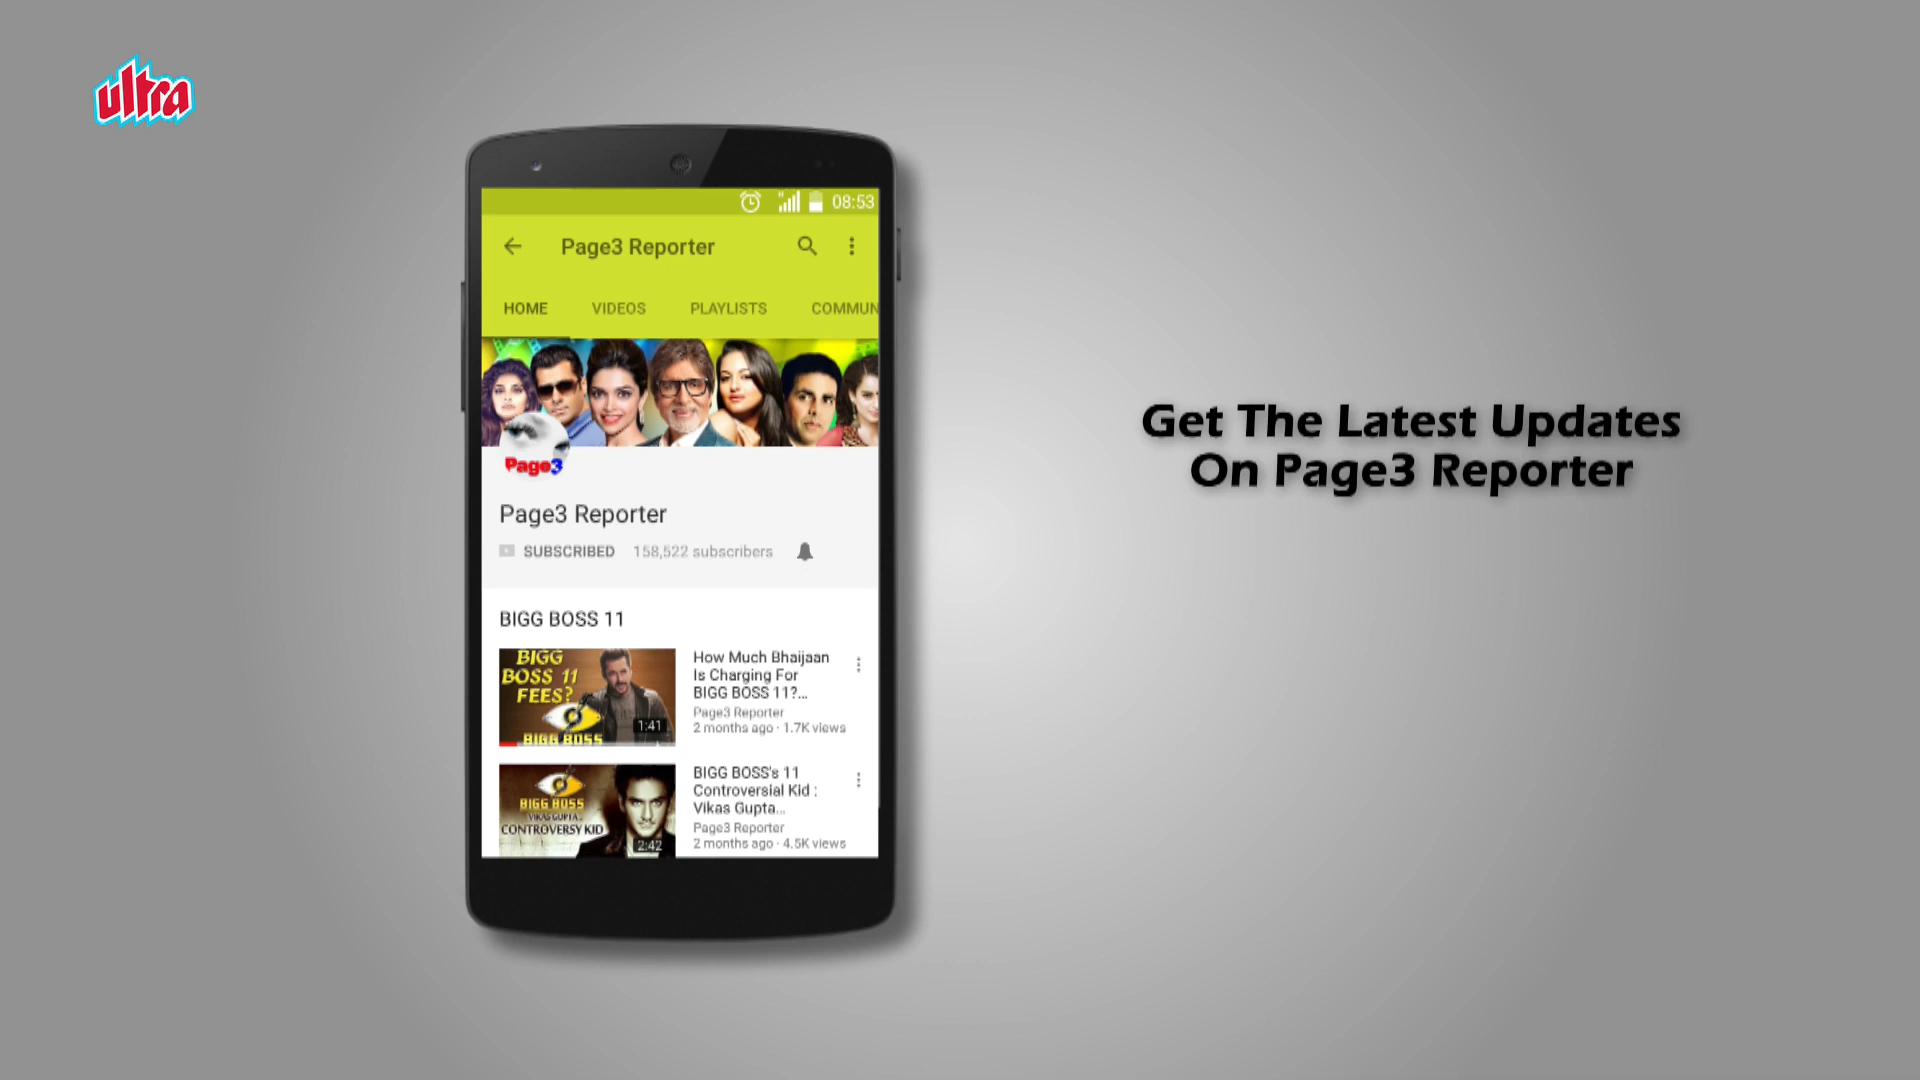 ultra
08:53
Page3 Reporter
HOME VIDEOS PLAYLISTS COMMUN
Page3
Page3 Reporter
SUBSCRIBED 158,522 subscribers
BIGG BOSS 11
BIGG
BOSS 11
FEES?
BIGG BOSS
1:41
How Much Bhaijaan
Is Charging For
BIGG BOSS 11?...
Page3 Reporter
2 months ago · 1.7K views
BIGG BOSS
VIKAS GUPTA..
CONTROVERSY KID
2:42
BIGG BOSS's 11
Controversial Kid :
Vikas Gupta...
Page3 Reporter
2 months ago · 4.5K views
Get The Latest Updates
On Page3 Reporter